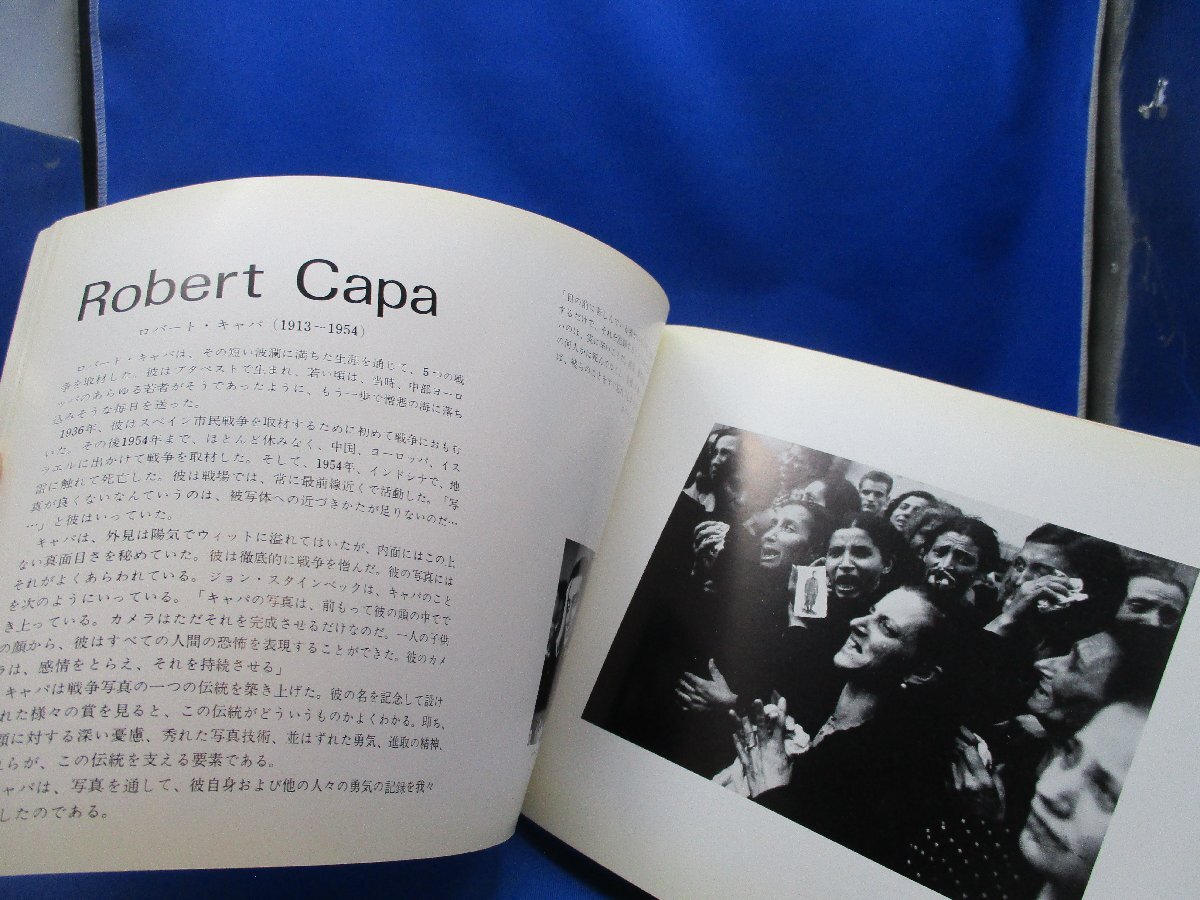 Robert Capa
ロバート・キャパ (1913―1954)
ロバート・キャパは、その短い波瀾に満ちた生涯を通じて、5つの戦
争を取材した。彼はブタペストで生まれ、若い頃は、当時、中部ヨーロ
ッパのあらゆる若者がそうであったように、もう一歩で憎悪の海に落ち
込みそうな毎日を送った。
1936年、彼はスペイン市民戦争を取材するために初めて戦争におもむ
いた。その後1954年まで、ほとんど休みなく、中国、ヨーロッパ、イス
ラエルに出かけて戦争を取材した。そして、1954年、インドシナで、地
雷に触れて死亡した。彼は戦場では、常に最前線近くで活動した。「写
真が良くないなんていうのは、被写体への近づきかたが足りないのだ…
…」と彼はいっていた。
キャパは、外見は陽気でウィットに溢れてはいたが、内面にはこの上
ない真面目さを秘めていた。彼は徹底的に戦争を憎んだ。彼の写真には
それがよくあらわれている。ジョン・スタインベックは、キャパのこと
を次のようにいっている。「キャパの写真は、前もって彼の頭の中でで
き上っている。カメラはただそれを完成させるだけなのだ。一人の子供
の顔から、彼はすべての人間の恐怖を表現することができた。彼のカメ
ラは、感情をとらえ、それを持続させる」
キャパは戦争写真の一つの伝統を築き上げた。彼の名を記念して設け
れた様々の賞を見ると、この伝統がどういうものかよくわかる。即ち、
に対する深い憂慮、秀れた写真技術、並はずれた勇気、進取の精神、
らが、この伝統を支える要素である。
ャパは、写真を通して、彼自身および他の人々の勇気の記録を我々
したのである。